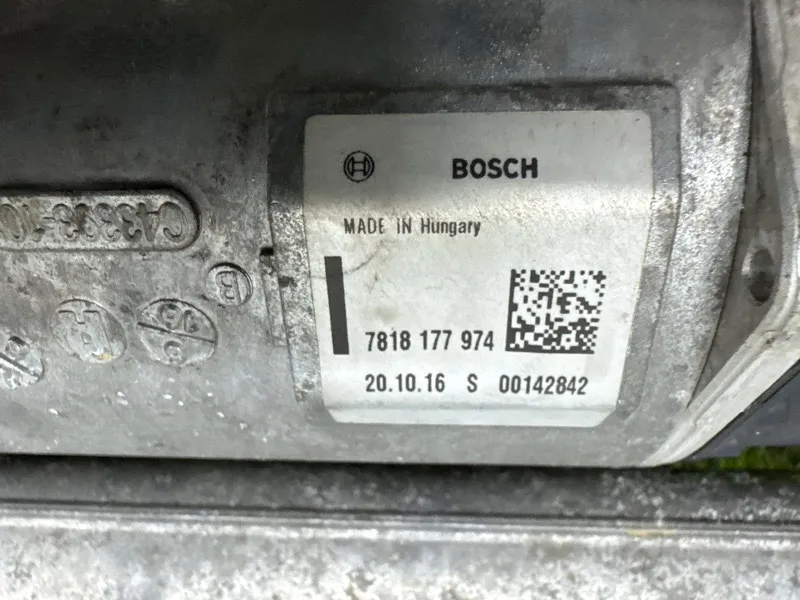 BOSCH
MADE IN Hungary
7818 177 974
20.10.16 S 00142842
B